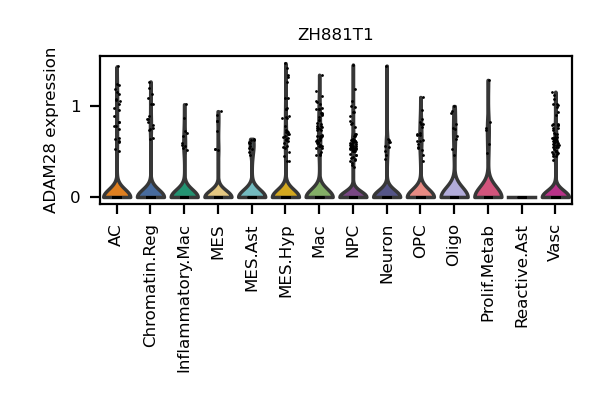 ZH881T1
ADAM28 expression
1
0
AC
Chromatin.Reg
Inflammatory.Mac
MES
MES.Ast
MES.Hyp
Mac
NPC
Neuron
OPC
Oligo
Prolif.Metab
Reactive.Ast
Vasc